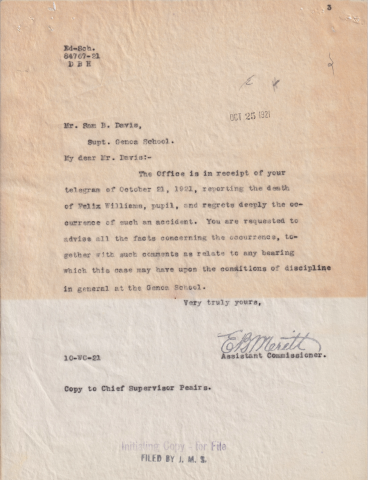 3
Ed-Sch.
84767-21
D B H
OCT 25 1921
Mr. Sam B. Davis,
Supt. Genoa School.
My dear Mr. Davis:-
The Office is in receipt of your
telegram of October 21, 1921, reporting the death
of Felix Williams, pupil, and regrets deeply the oc-
currence of such an accident. You are requested to
advise all the facts concerning the occurrence, to-
gether with such comments as relate to any bearing
which this case may have upon the conditions of discipline
in general at the Genoa School.
Very truly yours,
E B Meritt
Assistant Commissioner.
10-WC-21
Copy to Chief Supervisor Peairs.
Initialing Copy - for File
FILED BY J. M. S.